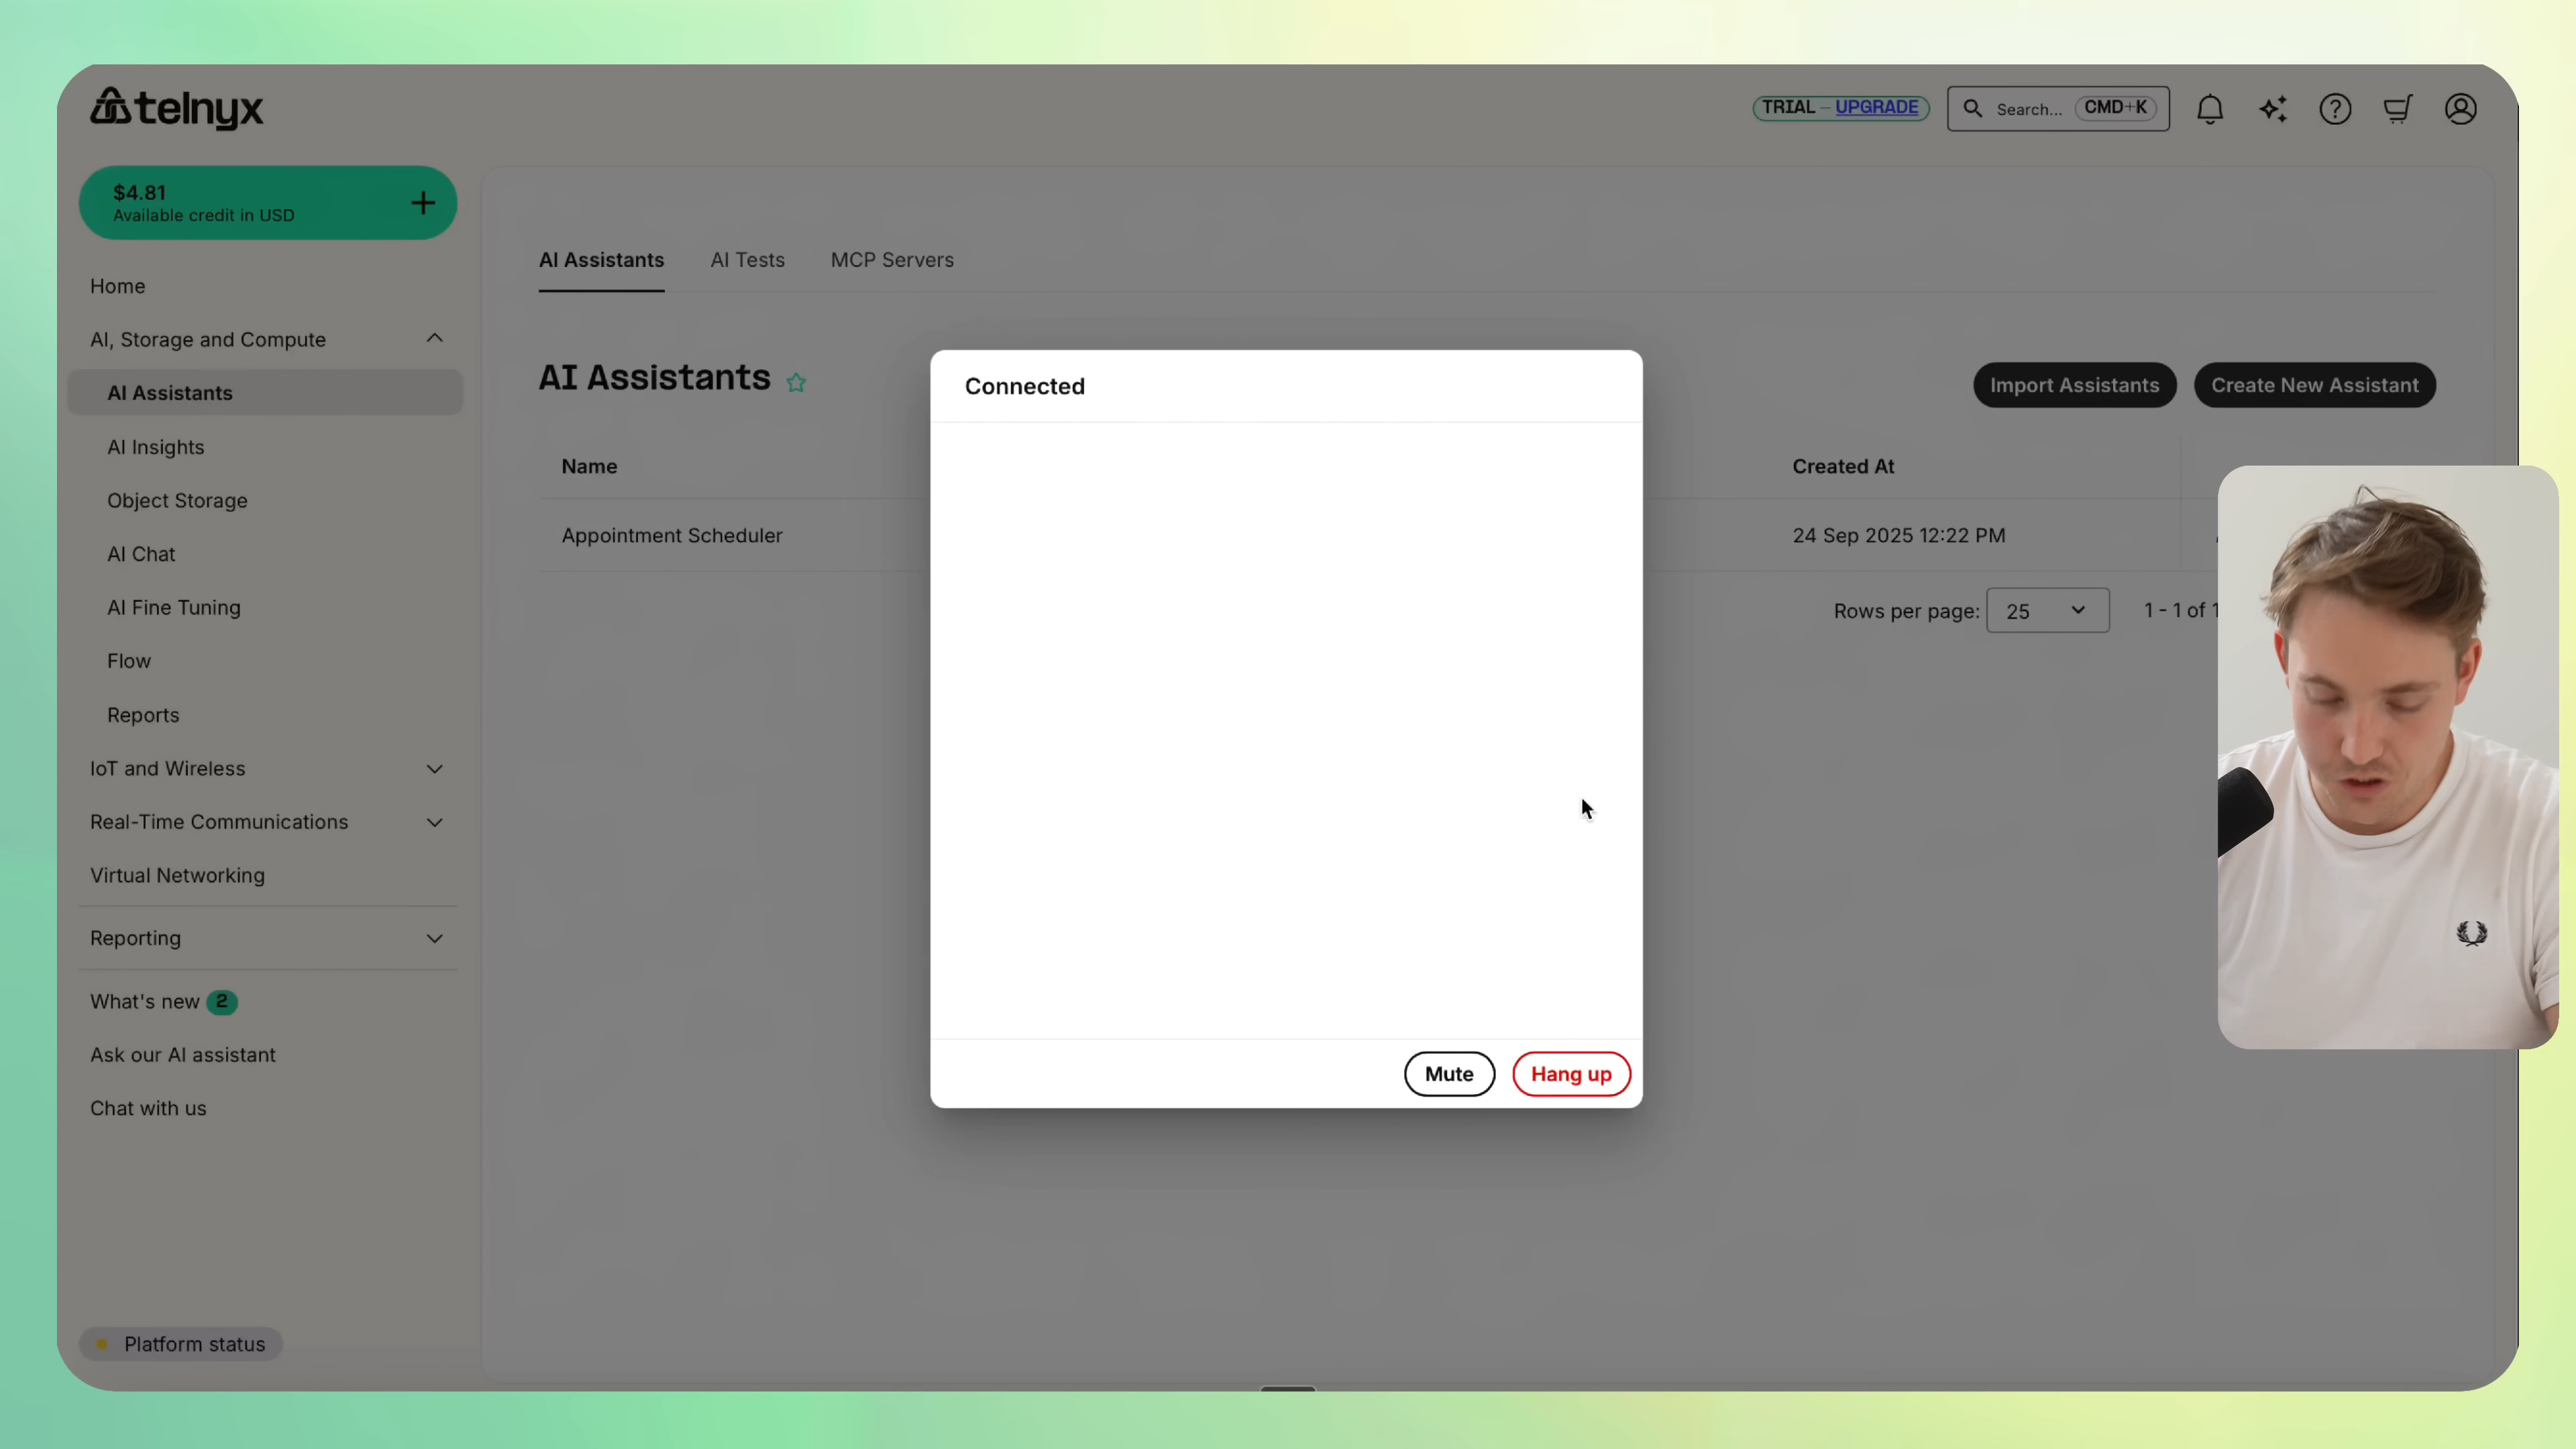 telnyx
TRIAL – UPGRADE
Search... CMD+K
$4.81
Available credit in USD
Home
AI, Storage and Compute
AI Assistants
AI Insights
Object Storage
AI Chat
AI Fine Tuning
Flow
Reports
IoT and Wireless
Real-Time Communications
Virtual Networking
Reporting
What's new 2
Ask our AI assistant
Chat with us
Platform status
AI Assistants AI Tests MCP Servers
AI Assistants
Import Assistants Create New Assistant
Name Created At
Appointment Scheduler 24 Sep 2025 12:22 PM
Rows per page: 25 1 - 1 of 1
Connected
Mute Hang up